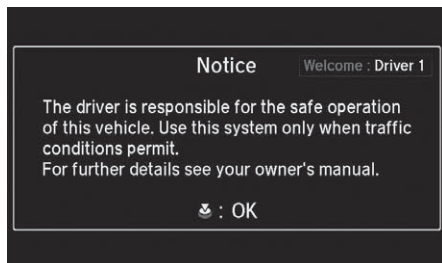 Notice
Welcome : Driver 1
The driver is responsible for the safe operation
of this vehicle. Use this system only when traffic
conditions permit.
For further details see your owner's manual.
: OK